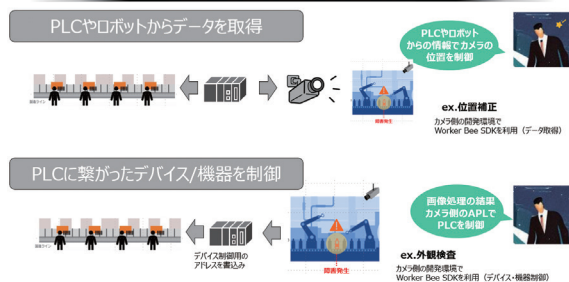 PLCやロボットからデータを取得
PLCやロボット
からの情報でカメラの
位置を制御
障害発生
ex.位置補正
カメラ側の開発環境で
Worker Bee SDKを利用（データ取得）
PLCに繋がったデバイス/機器を制御
画像処理の結果
カメラ側のAPLで
PLCを制御
デバイス制御用の
アドレスを書込み
障害発生
ex.外観検査
カメラ側の開発環境で
Worker Bee SDKを利用（デバイス・機器制御）